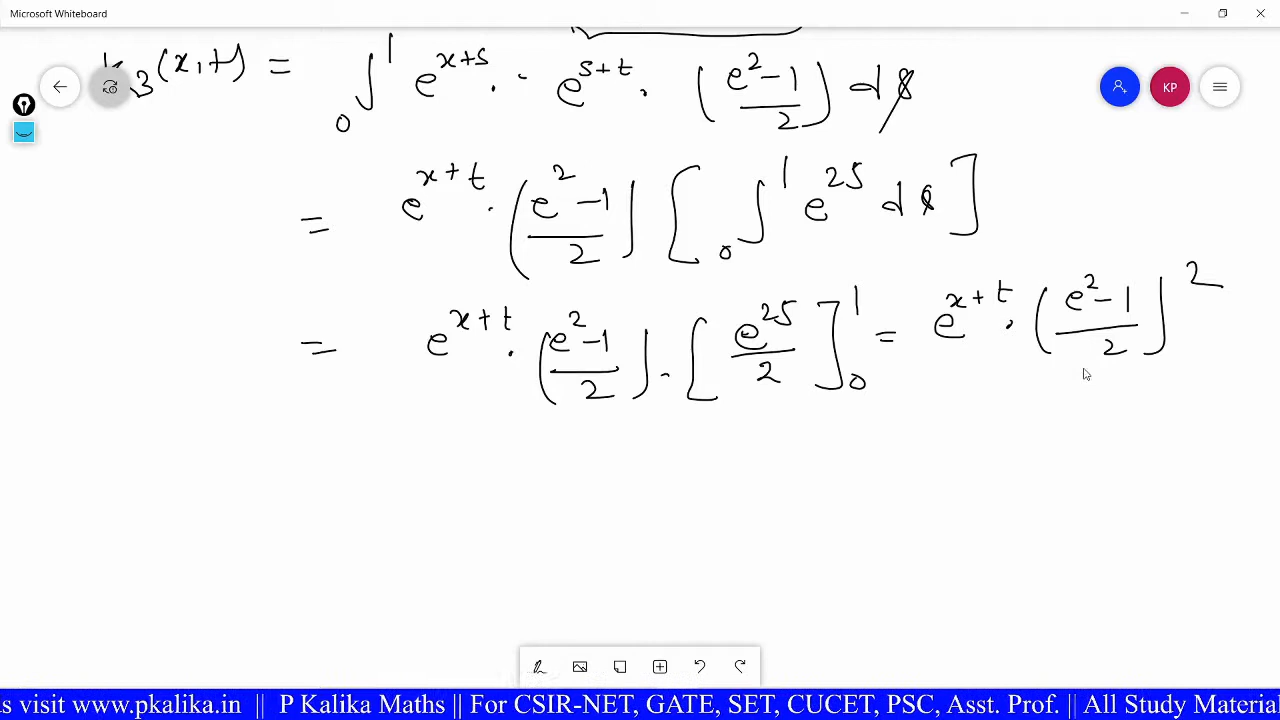 Microsoft Whiteboard
k₃(x,t) = ∫₀¹ e^{x+s} · e^{s+t} · (e²-1 / 2) ds
KP
= e^{x+t} · (e²-1 / 2) [ ∫₀¹ e^{2s} ds ]
= e^{x+t} · (e²-1 / 2) · [ e^{2s} / 2 ]₀¹ = e^{x+t} · (e²-1 / 2)²
s visit www.pkalika.in || P Kalika Maths || For CSIR-NET, GATE, SET, CUCET, PSC, Asst. Prof. || All Study Material